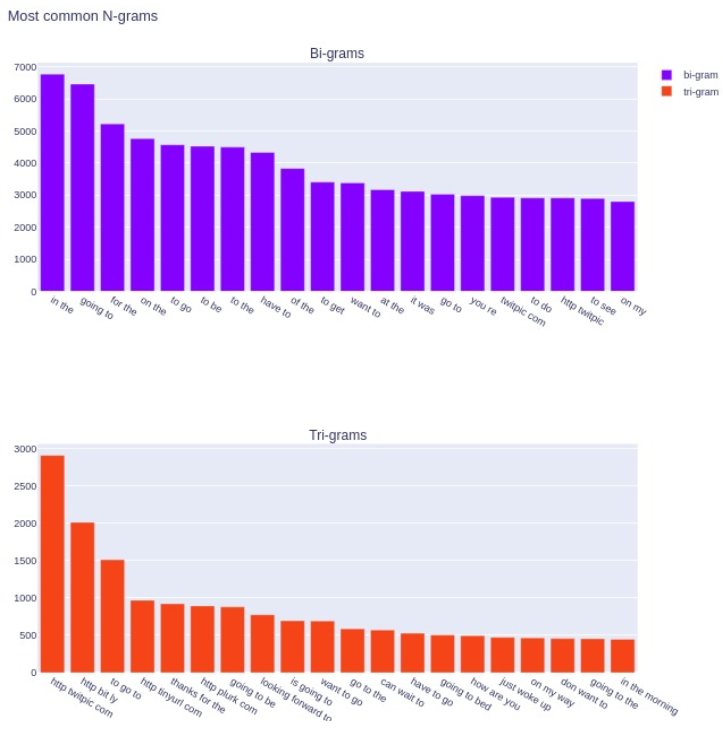 Most common N-grams
Bi-grams
bi-gram
tri-gram
7000
6000
5000
4000
3000
2000
1000
0
in the
going to
for the
on the
to go
to be
to the
have to
of the
to get
want to
at the
it was
go to
you re
twitpic com
to do
http twitpic
to see
on my
Tri-grams
3000
2500
2000
1500
1000
500
0
http twitpic com
http bit ly
to go to
http tinyurl com
thanks for the
http plurk com
going to be
looking forward to
is going to
want to go
go to the
can wait to
have to go
going to bed
how are you
just woke up
on my way
don want to
going to the
in the morning